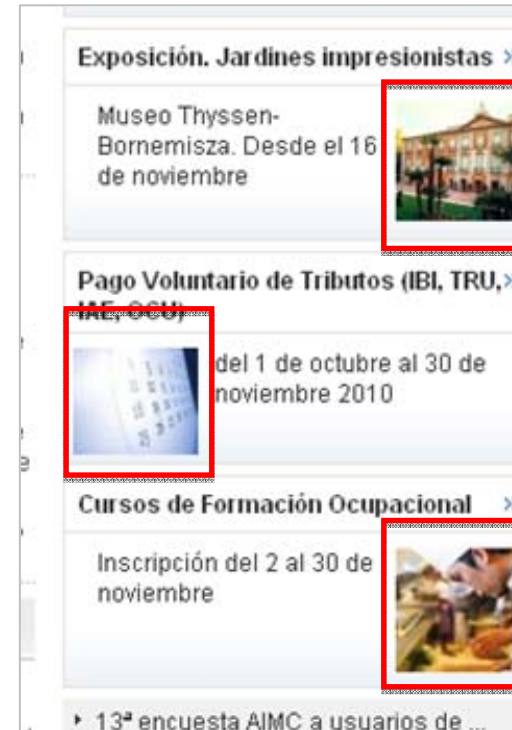 Exposición. Jardines impresionistas
Museo Thyssen-
Bornemisza. Desde el 16
de noviembre
Pago Voluntario de Tributos (IBI, TRU,
IAE, OCU)
del 1 de octubre al 30 de
noviembre 2010
Cursos de Formación Ocupacional
Inscripción del 2 al 30 de
noviembre
13ª encuesta AIMC a usuarios de ...